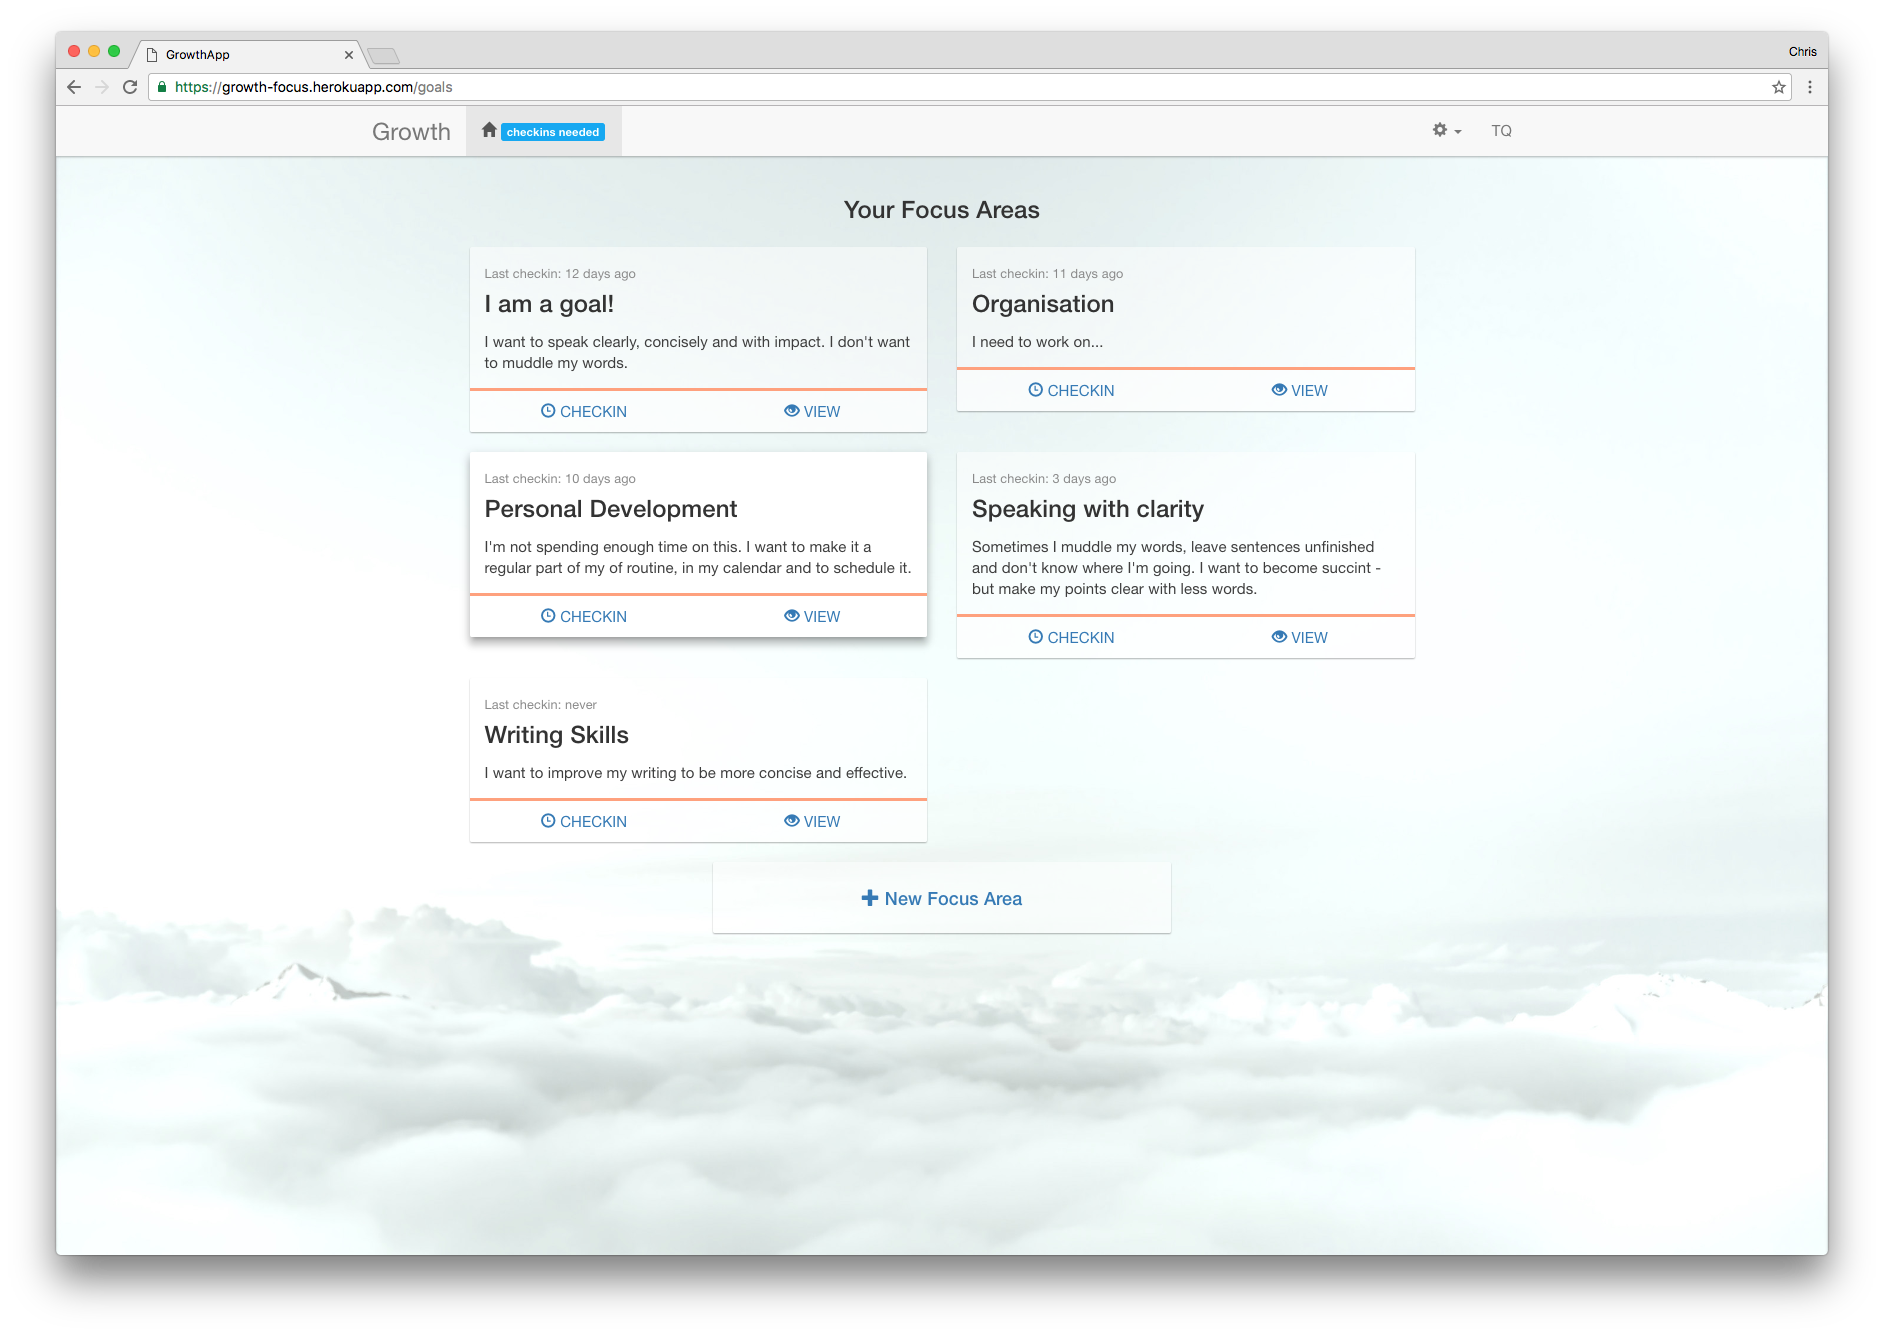 GrowthApp
Chris
https://growth-focus.herokuapp.com/goals
Growth
checkins needed
TQ
Your Focus Areas
Last checkin: 12 days ago
I am a goal!
I want to speak clearly, concisely and with impact. I don't want
to muddle my words.
CHECKIN
VIEW
Last checkin: 11 days ago
Organisation
I need to work on...
CHECKIN
VIEW
Last checkin: 10 days ago
Personal Development
I'm not spending enough time on this. I want to make it a
regular part of my of routine, in my calendar and to schedule it.
CHECKIN
VIEW
Last checkin: 3 days ago
Speaking with clarity
Sometimes I muddle my words, leave sentences unfinished
and don't know where I'm going. I want to become succint -
but make my points clear with less words.
CHECKIN
VIEW
Last checkin: never
Writing Skills
I want to improve my writing to be more concise and effective.
CHECKIN
VIEW
New Focus Area